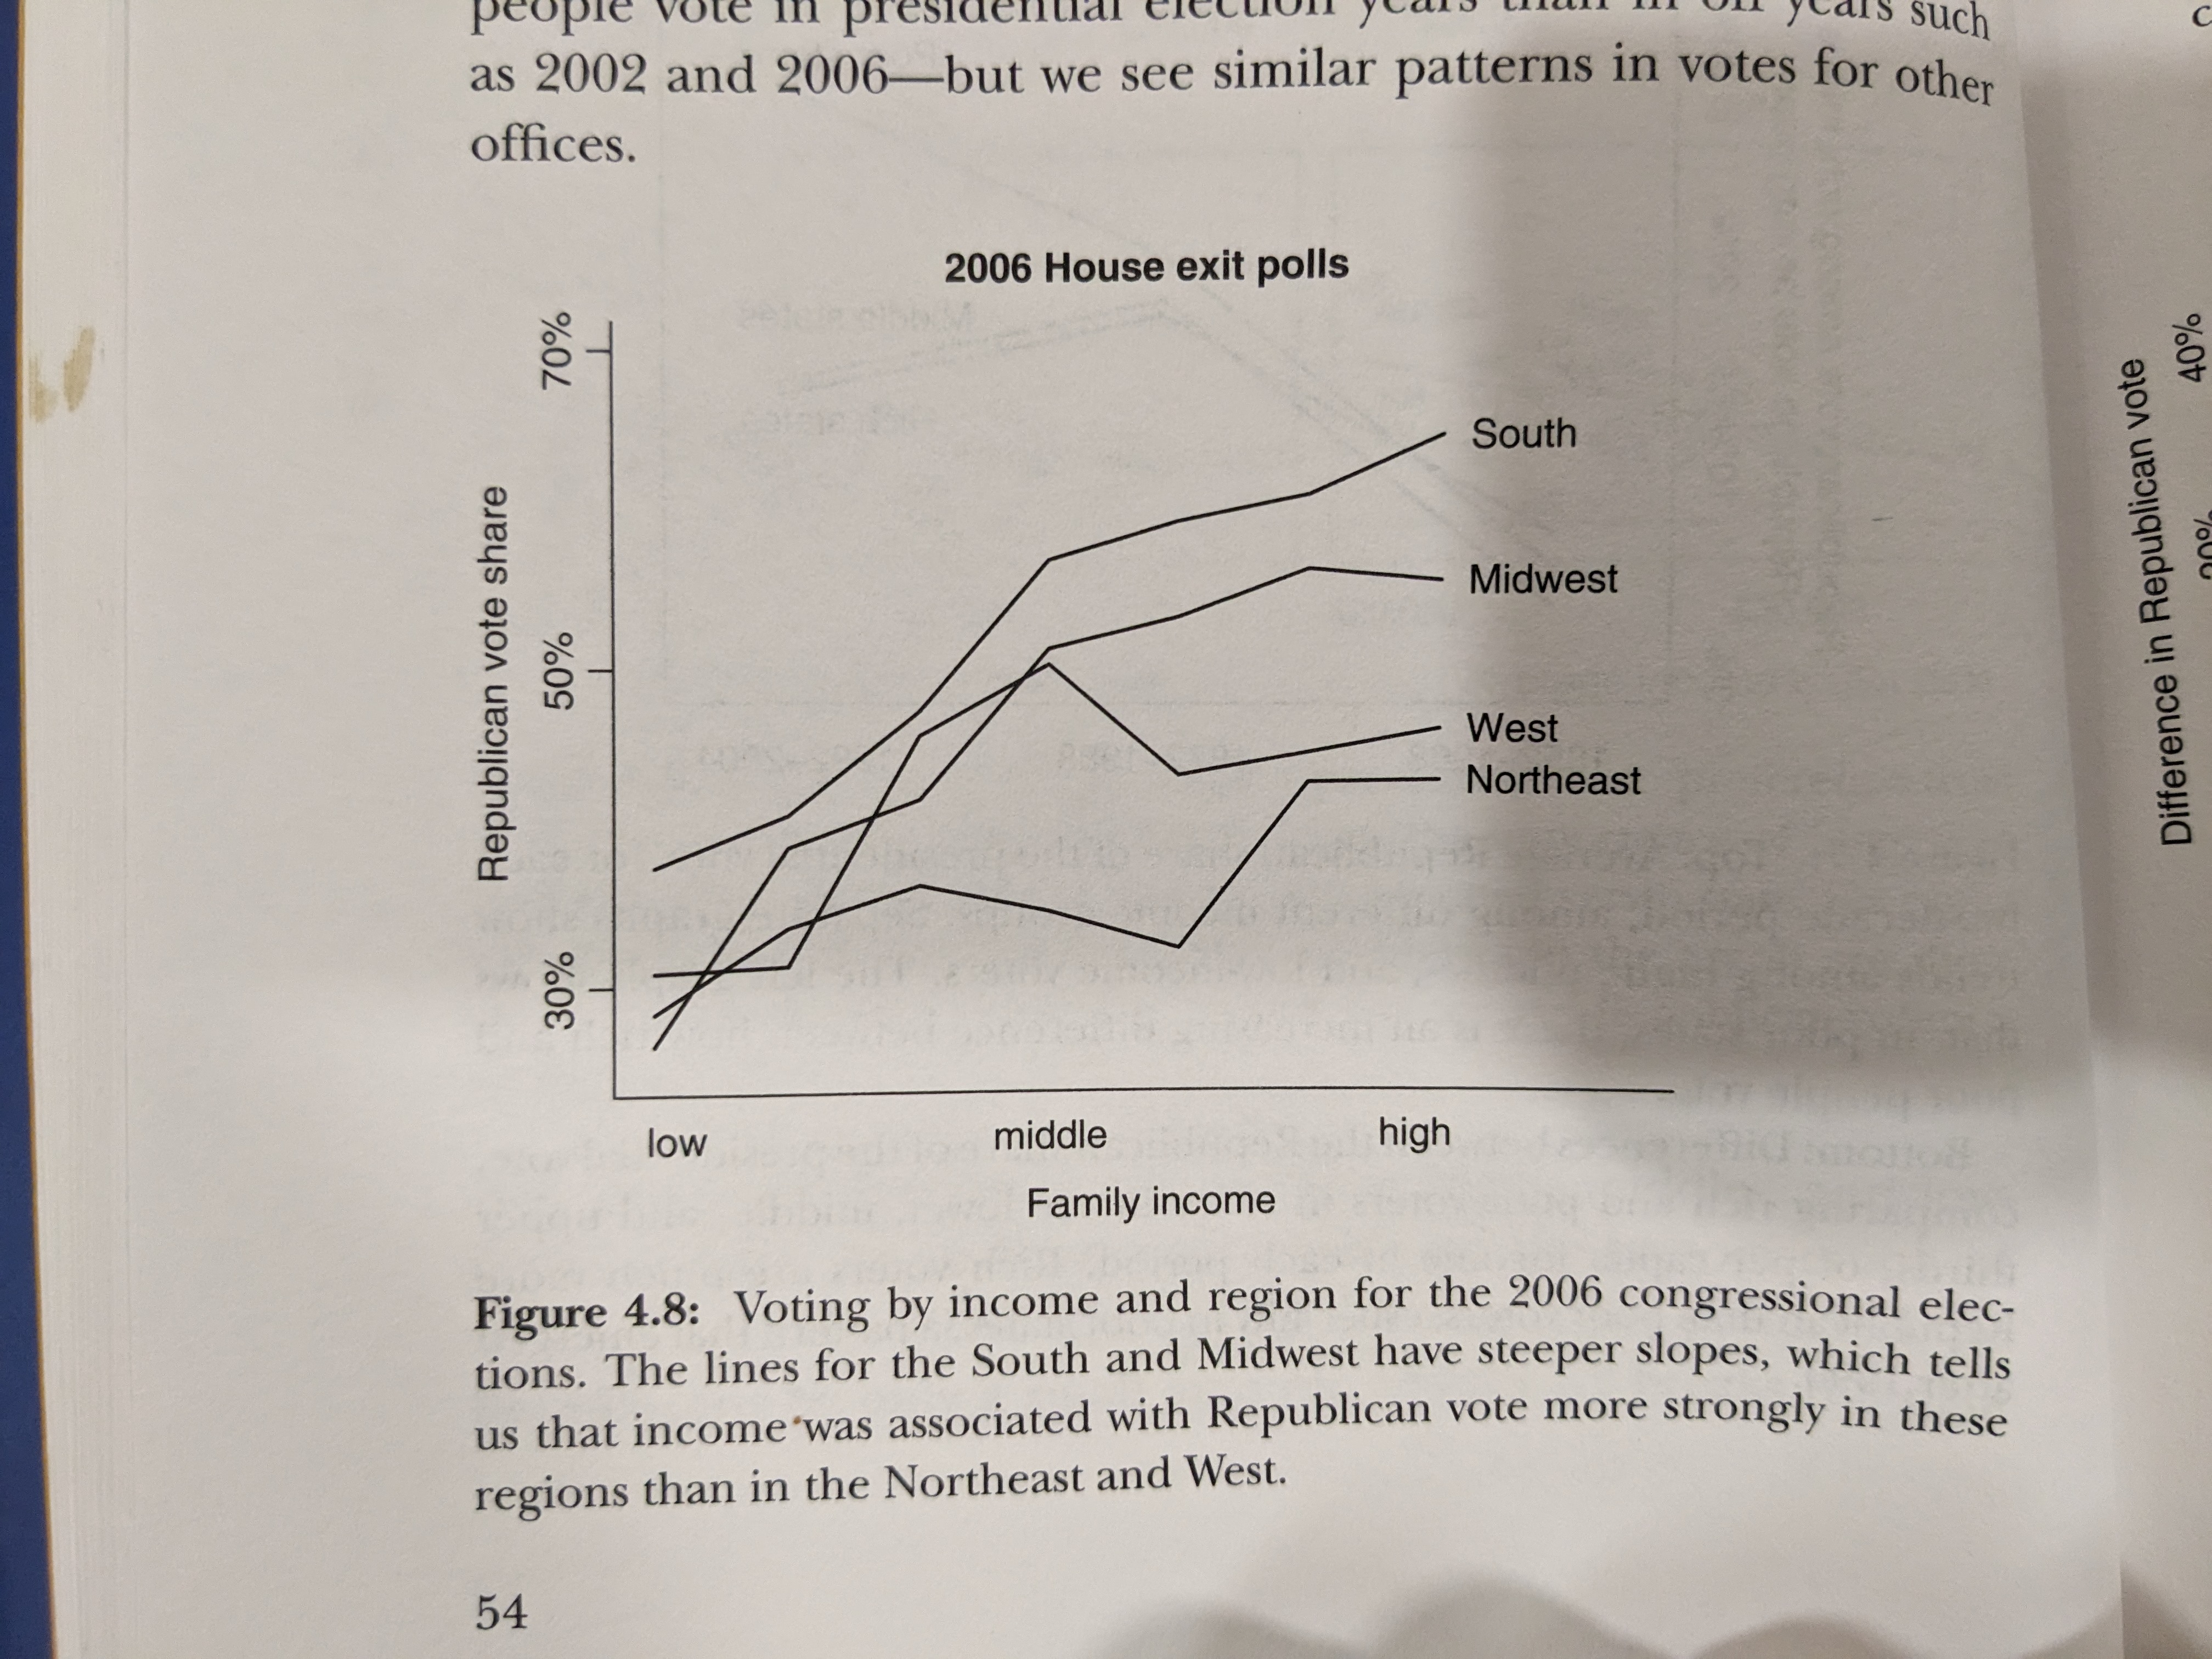 people vote in presidential election years than in off years such
as 2002 and 2006—but we see similar patterns in votes for other
offices.
2006 House exit polls
70%
50%
30%
Republican vote share
South
Midwest
West
Northeast
low middle high
Family income
Figure 4.8: Voting by income and region for the 2006 congressional elec-
tions. The lines for the South and Midwest have steeper slopes, which tells
us that income was associated with Republican vote more strongly in these
regions than in the Northeast and West.
54
Difference in Republican vote
40%